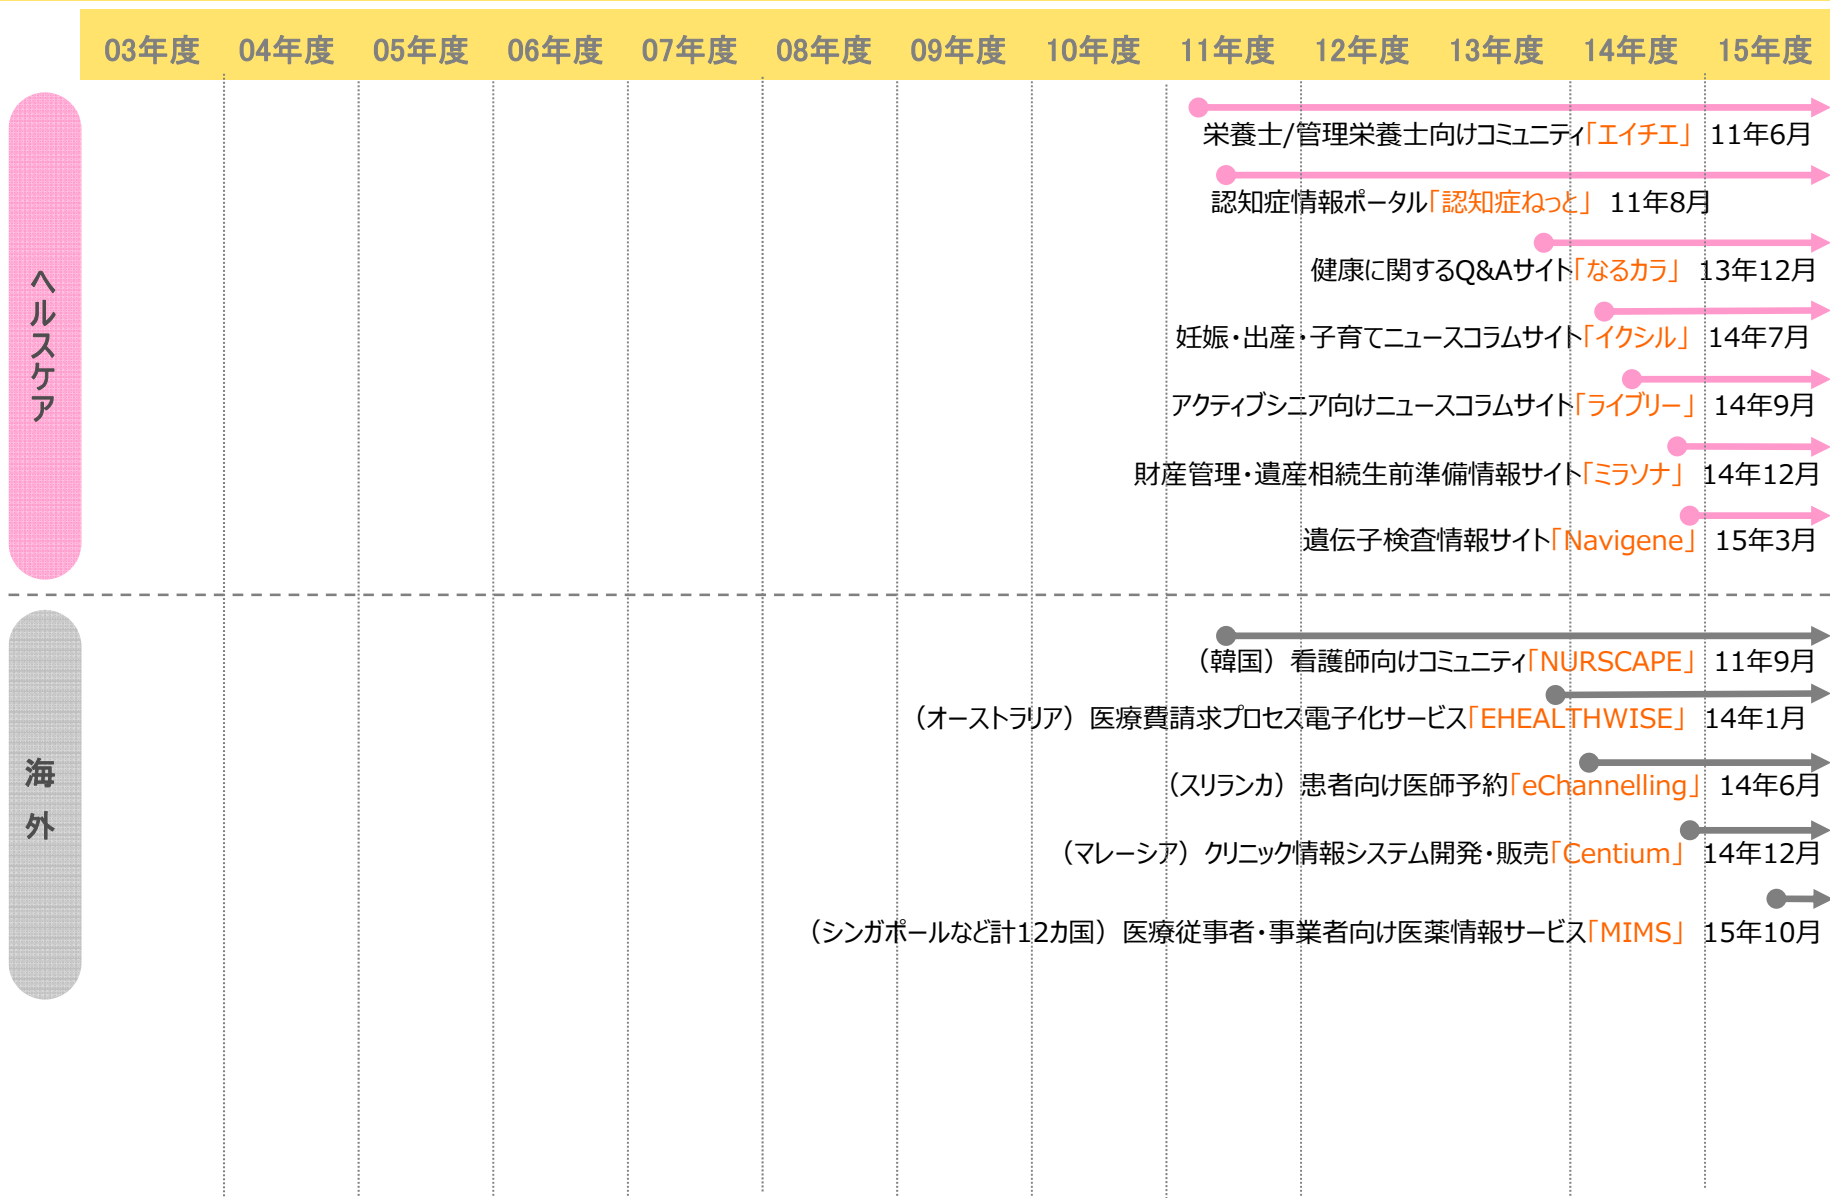 03年度 04年度 05年度 06年度 07年度 08年度 09年度 10年度 11年度 12年度 13年度 14年度 15年度
ヘルスケア
栄養士/管理栄養士向けコミュニティ「エイチエ」 11年6月
認知症情報ポータル「認知症ねっと」 11年8月
健康に関するQ&Aサイト「なるカラ」 13年12月
妊娠・出産・子育てニュースコラムサイト「イクシル」 14年7月
アクティブシニア向けニュースコラムサイト「ライブリー」 14年9月
財産管理・遺産相続生前準備情報サイト「ミラソナ」 14年12月
遺伝子検査情報サイト「Navigene」 15年3月
海外
（韓国）看護師向けコミュニティ「NURSCAPE」 11年9月
（オーストラリア）医療費請求プロセス電子化サービス「EHEALTHWISE」 14年1月
（スリランカ）患者向け医師予約「eChannelling」 14年6月
（マレーシア）クリニック情報システム開発・販売「Centium」 14年12月
（シンガポールなど計12カ国）医療従事者・事業者向け医薬情報サービス「MIMS」 15年10月